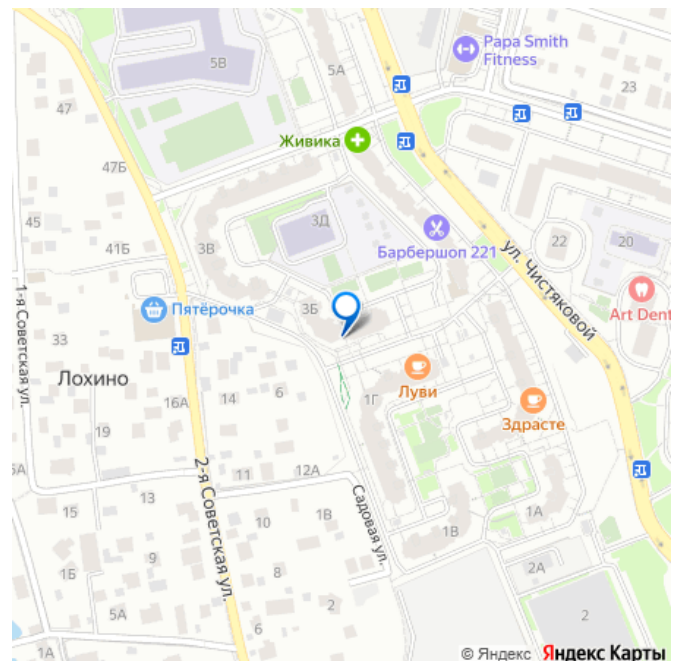 Papa Smith
Fitness
5В
5А
23
47
Живика
47Б
45
3Д
22
20
41Б
3В
Барбершоп 221
ул. Чистяковой
Art Dent
1-я Советская ул.
Пятёрочка
3Б
33
Лохино
Луви
1Г
Здрасте
16А
14
6
19
5А
2-я Советская ул.
11
12А
Садовая ул.
15
13
10
1В
1В
1А
9
2А
1Б
8
2
5А
2
6
1А
© Яндекс Яндекс Карты